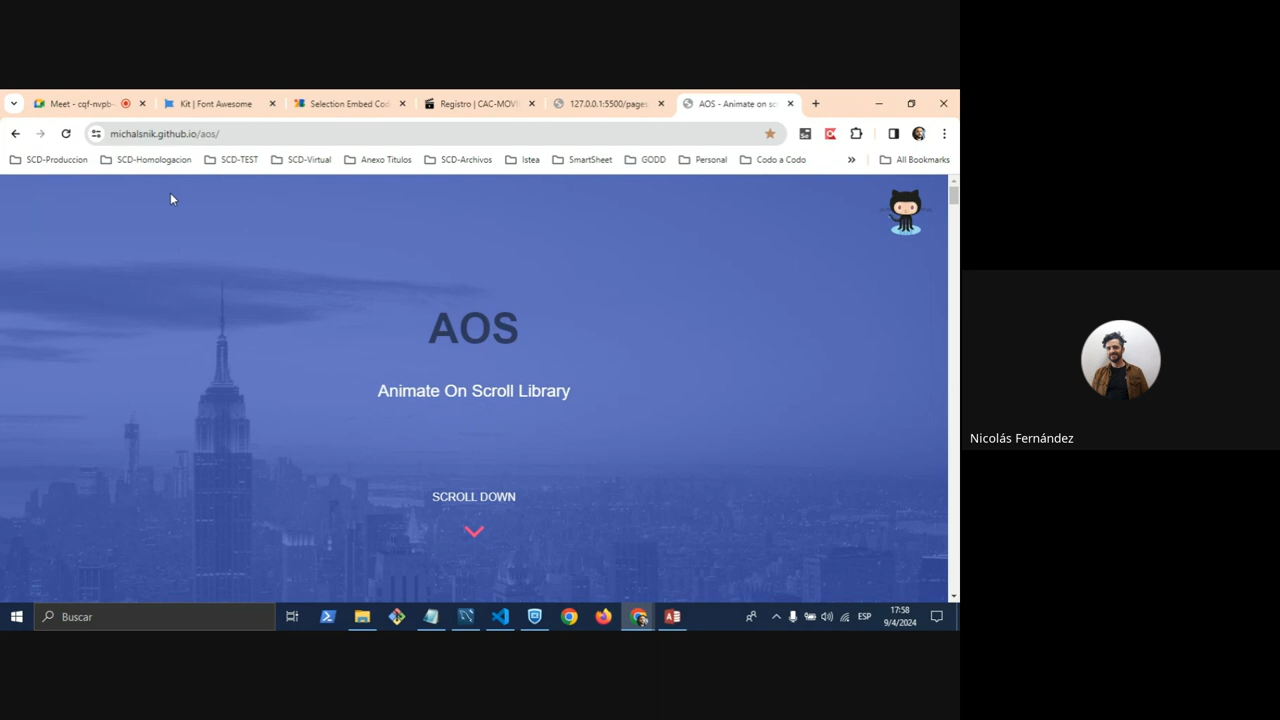 Meet - cqf-nvpb-
Kit | Font Awesome
Selection Embed Cod
Registro | CAC-MOVI
127.0.0.1:5500/pages
AOS - Animate on sc
michalsnik.github.io/aos/
SCD-Produccion
SCD-Homologacion
SCD-TEST
SCD-Virtual
Anexo Titulos
SCD-Archivos
Istea
SmartSheet
GODD
Personal
Codo a Codo
All Bookmarks
AOS
Animate On Scroll Library
SCROLL DOWN
Nicolás Fernández
Buscar
ESP
17:58
9/4/2024